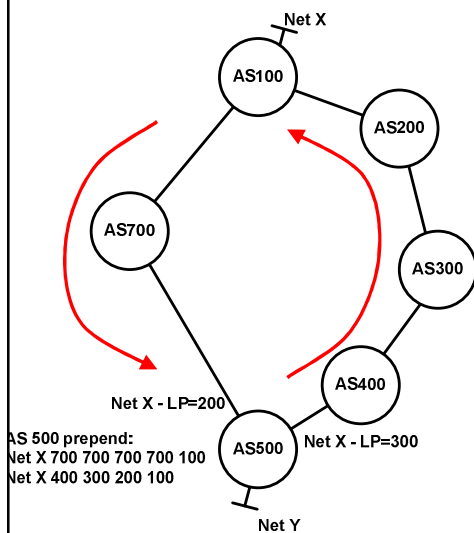 Net X
AS100
AS200
AS700
AS300
AS400
Net X - LP=200
AS 500 prepend:
Net X 700 700 700 700 100
Net X 400 300 200 100
AS500
Net X - LP=300
Net Y